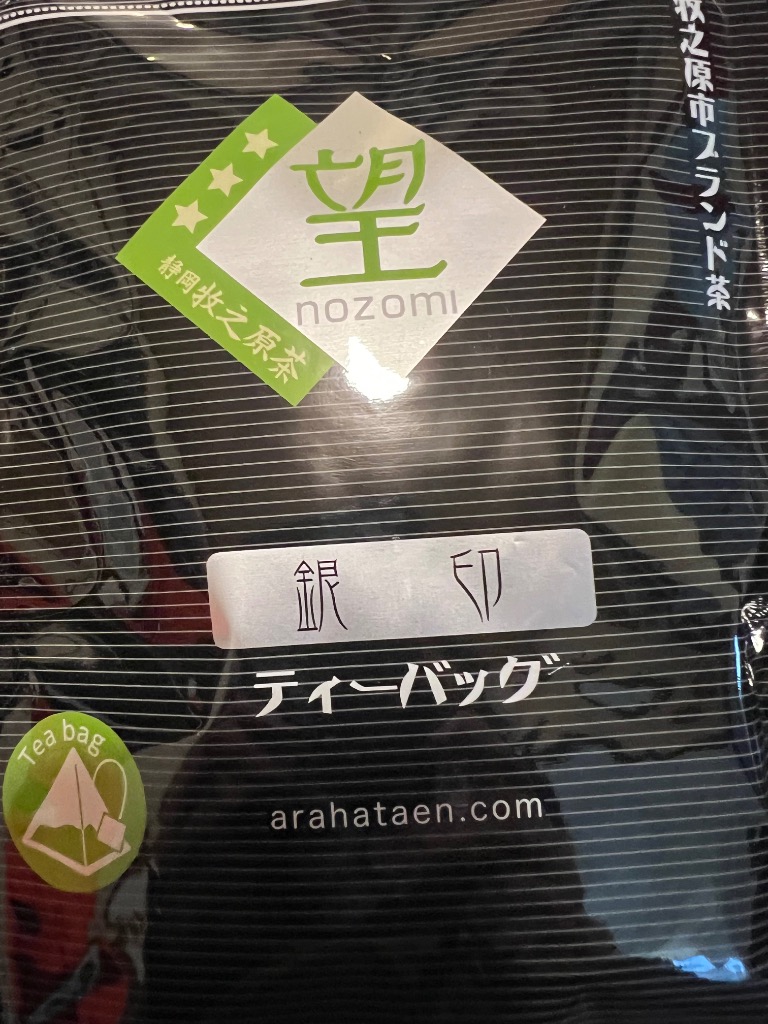 牧之原市ブランド茶
望
nozomi
静岡牧之原茶
銀 印
ティーバッグ
Tea bag
arahataen.com